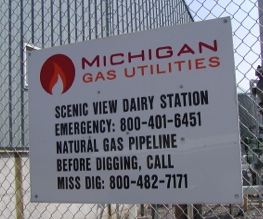 MICHIGAN
GAS UTILITIES
SCENIC VIEW DAIRY STATION
EMERGENCY: 800-401-6451
NATURAL GAS PIPELINE
BEFORE DIGGING, CALL
MISS DIG: 800-482-7171